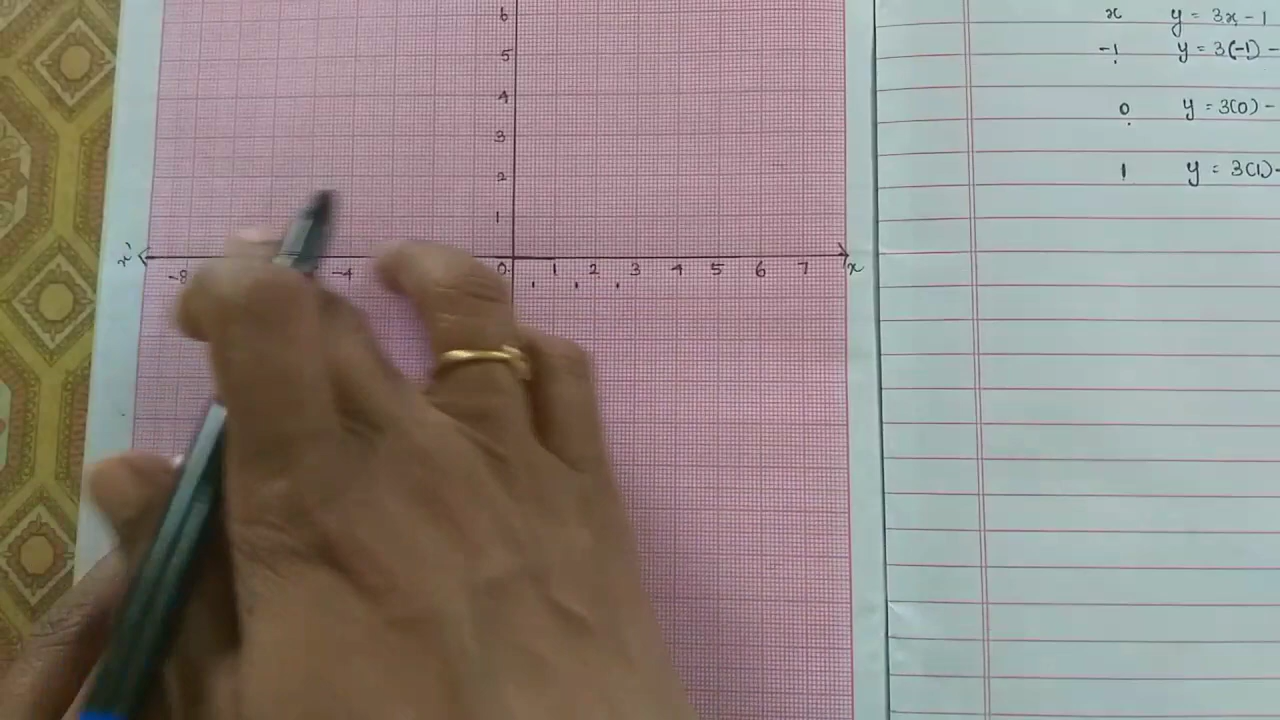 6
5
4
3
2
1
x' -8 -4 0 1 2 3 4 5 6 7 x
x y = 3x - 1
-1 y = 3(-1) -
0 y = 3(0) -
1 y = 3(1) -